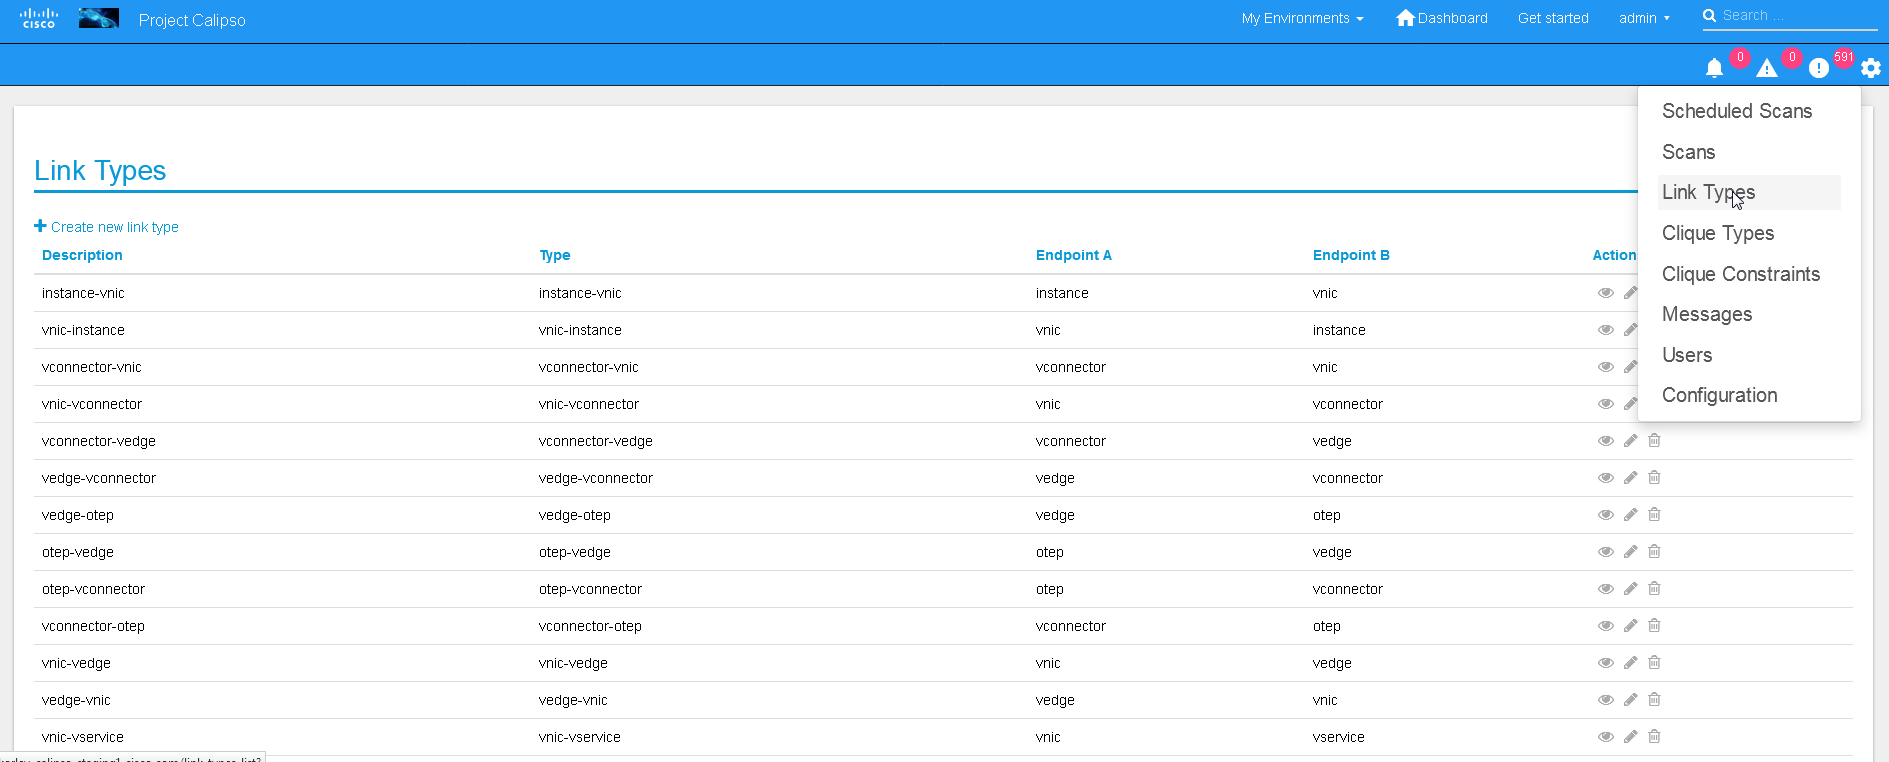 CISCO
Project Calipso
My Environments
Dashboard
Get started
admin
Search ...
0
0
591
Scheduled Scans
Scans
Link Types
Clique Types
Clique Constraints
Messages
Users
Configuration
Link Types
Create new link type
Description Type Endpoint A Endpoint B Action
instance-vnic instance-vnic instance vnic
vnic-instance vnic-instance vnic instance
vconnector-vnic vconnector-vnic vconnector vnic
vnic-vconnector vnic-vconnector vnic vconnector
vconnector-vedge vconnector-vedge vconnector vedge
vedge-vconnector vedge-vconnector vedge vconnector
vedge-otep vedge-otep vedge otep
otep-vedge otep-vedge otep vedge
otep-vconnector otep-vconnector otep vconnector
vconnector-otep vconnector-otep vconnector otep
vnic-vedge vnic-vedge vnic vedge
vedge-vnic vedge-vnic vedge vnic
vnic-vservice vnic-vservice vnic vservice